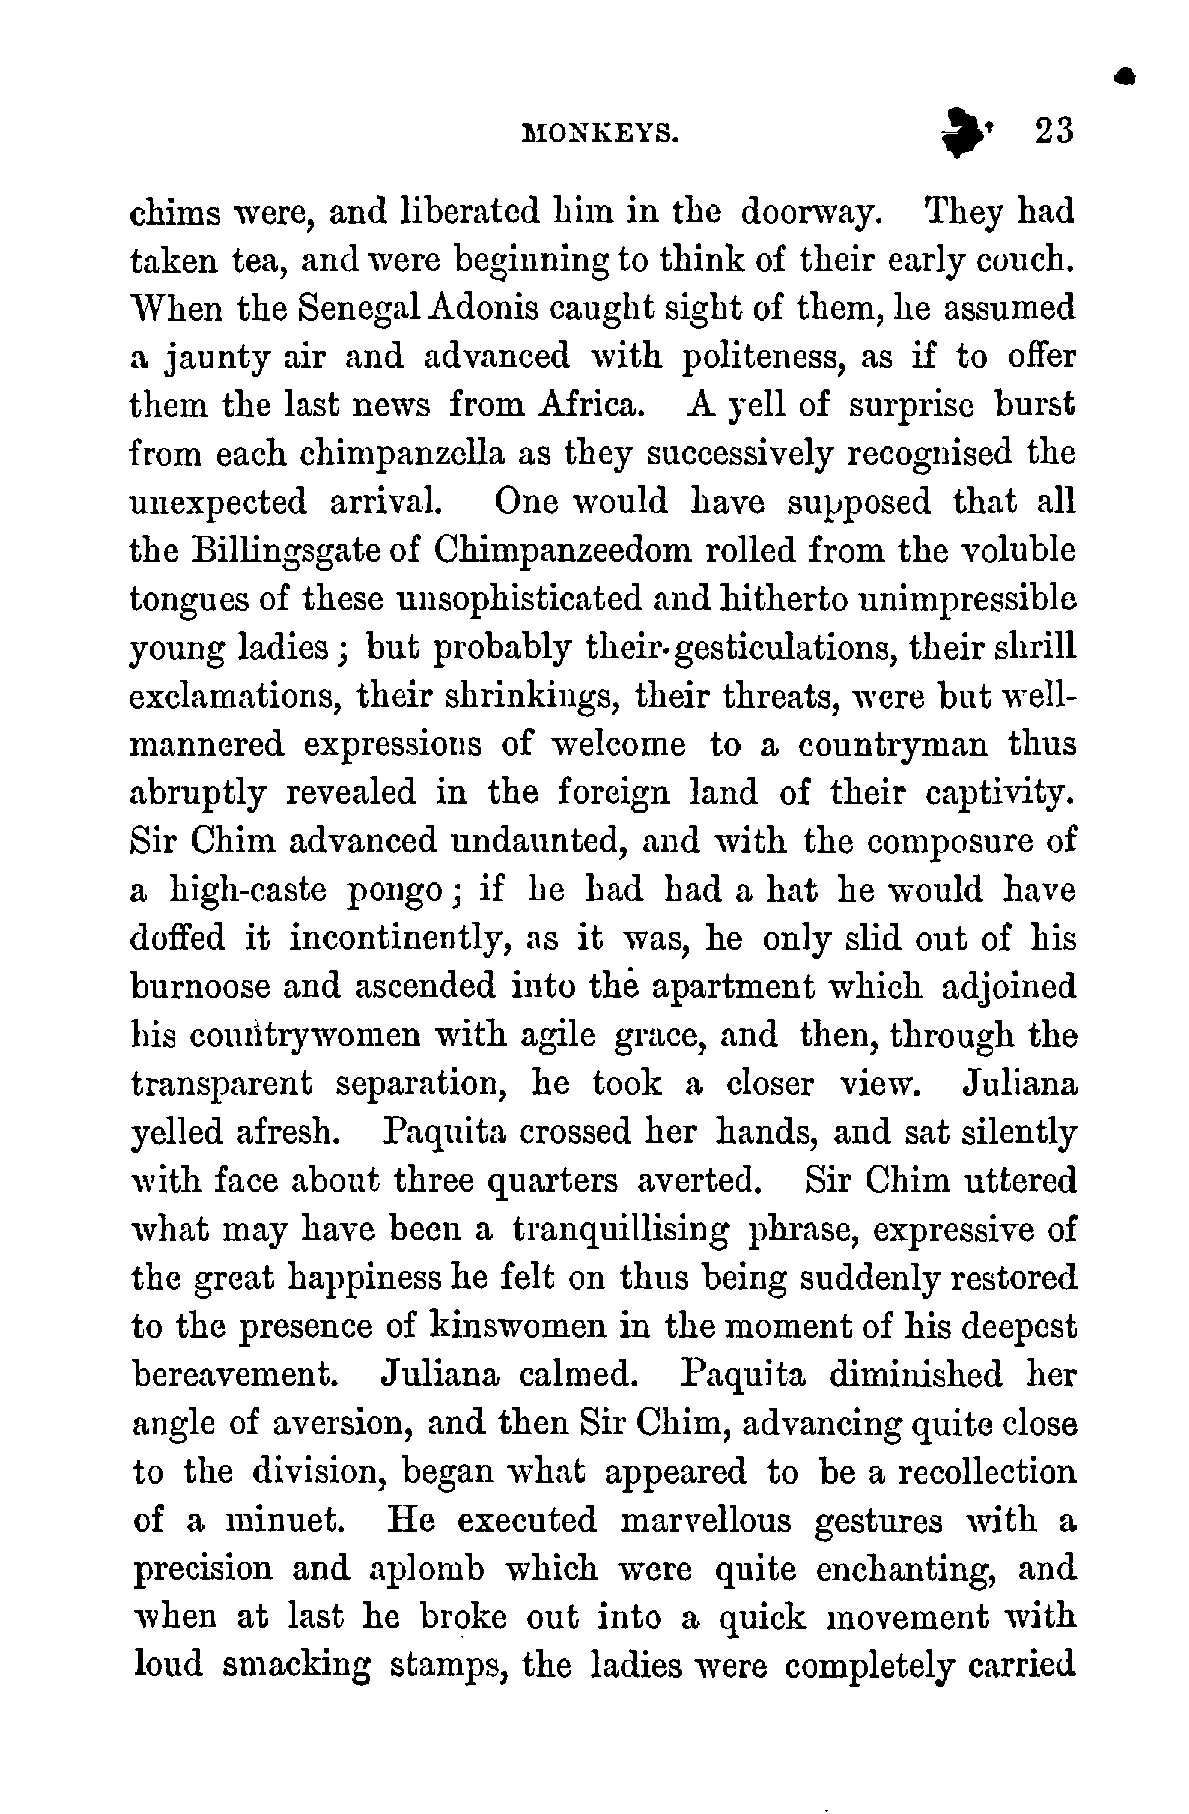 MONKEYS. 23
chims were, and liberated him in the doorway. They had
taken tea, and were beginning to think of their early couch.
When the Senegal Adonis caught sight of them, he assumed
a jaunty air and advanced with politeness, as if to offer
them the last news from Africa. A yell of surprise burst
from each chimpanzella as they successively recognised the
unexpected arrival. One would have supposed that all
the Billingsgate of Chimpanzeedom rolled from the voluble
tongues of these unsophisticated and hitherto unimpressible
young ladies; but probably their gesticulations, their shrill
exclamations, their shrinkings, their threats, were but well-
mannered expressions of welcome to a countryman thus
abruptly revealed in the foreign land of their captivity.
Sir Chim advanced undaunted, and with the composure of
a high-caste pongo; if he had had a hat he would have
doffed it incontinently, as it was, he only slid out of his
burnoose and ascended into the apartment which adjoined
his countrywomen with agile grace, and then, through the
transparent separation, he took a closer view. Juliana
yelled afresh. Paquita crossed her hands, and sat silently
with face about three quarters averted. Sir Chim uttered
what may have been a tranquillising phrase, expressive of
the great happiness he felt on thus being suddenly restored
to the presence of kinswomen in the moment of his deepest
bereavement. Juliana calmed. Paquita diminished her
angle of aversion, and then Sir Chim, advancing quite close
to the division, began what appeared to be a recollection
of a minuet. He executed marvellous gestures with a
precision and aplomb which were quite enchanting, and
when at last he broke out into a quick movement with
loud smacking stamps, the ladies were completely carried